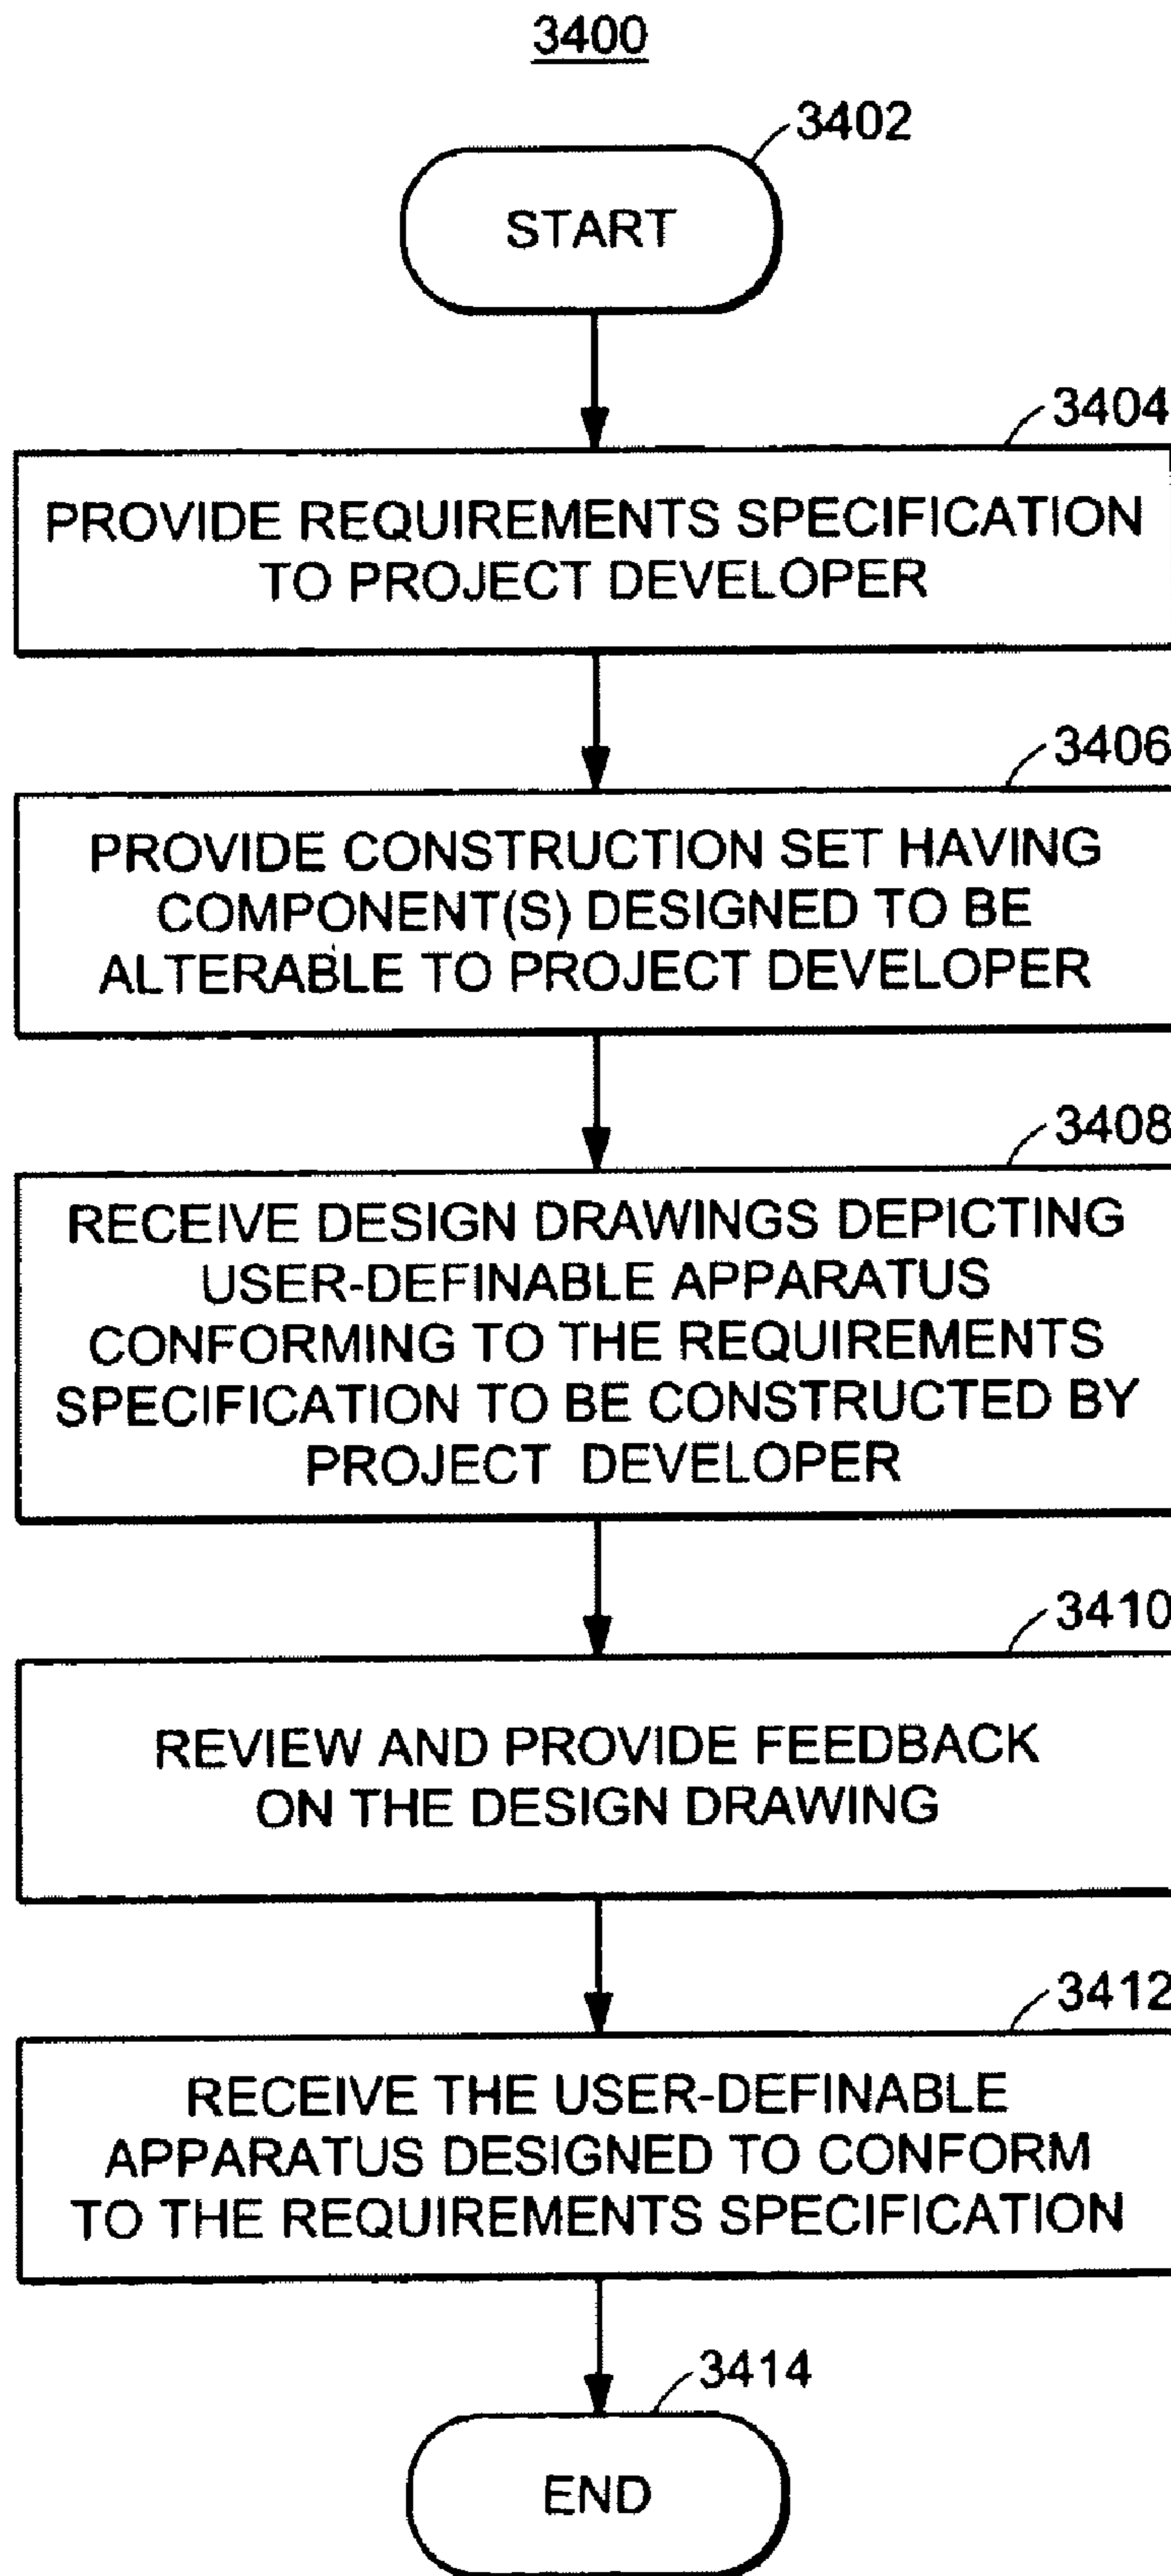 3400
3402
START
3404
PROVIDE REQUIREMENTS SPECIFICATION
TO PROJECT DEVELOPER
3406
PROVIDE CONSTRUCTION SET HAVING
COMPONENT(S) DESIGNED TO BE
ALTERABLE TO PROJECT DEVELOPER
3408
RECEIVE DESIGN DRAWINGS DEPICTING
USER-DEFINABLE APPARATUS
CONFORMING TO THE REQUIREMENTS
SPECIFICATION TO BE CONSTRUCTED BY
PROJECT DEVELOPER
3410
REVIEW AND PROVIDE FEEDBACK
ON THE DESIGN DRAWING
3412
RECEIVE THE USER-DEFINABLE
APPARATUS DESIGNED TO CONFORM
TO THE REQUIREMENTS SPECIFICATION
3414
END